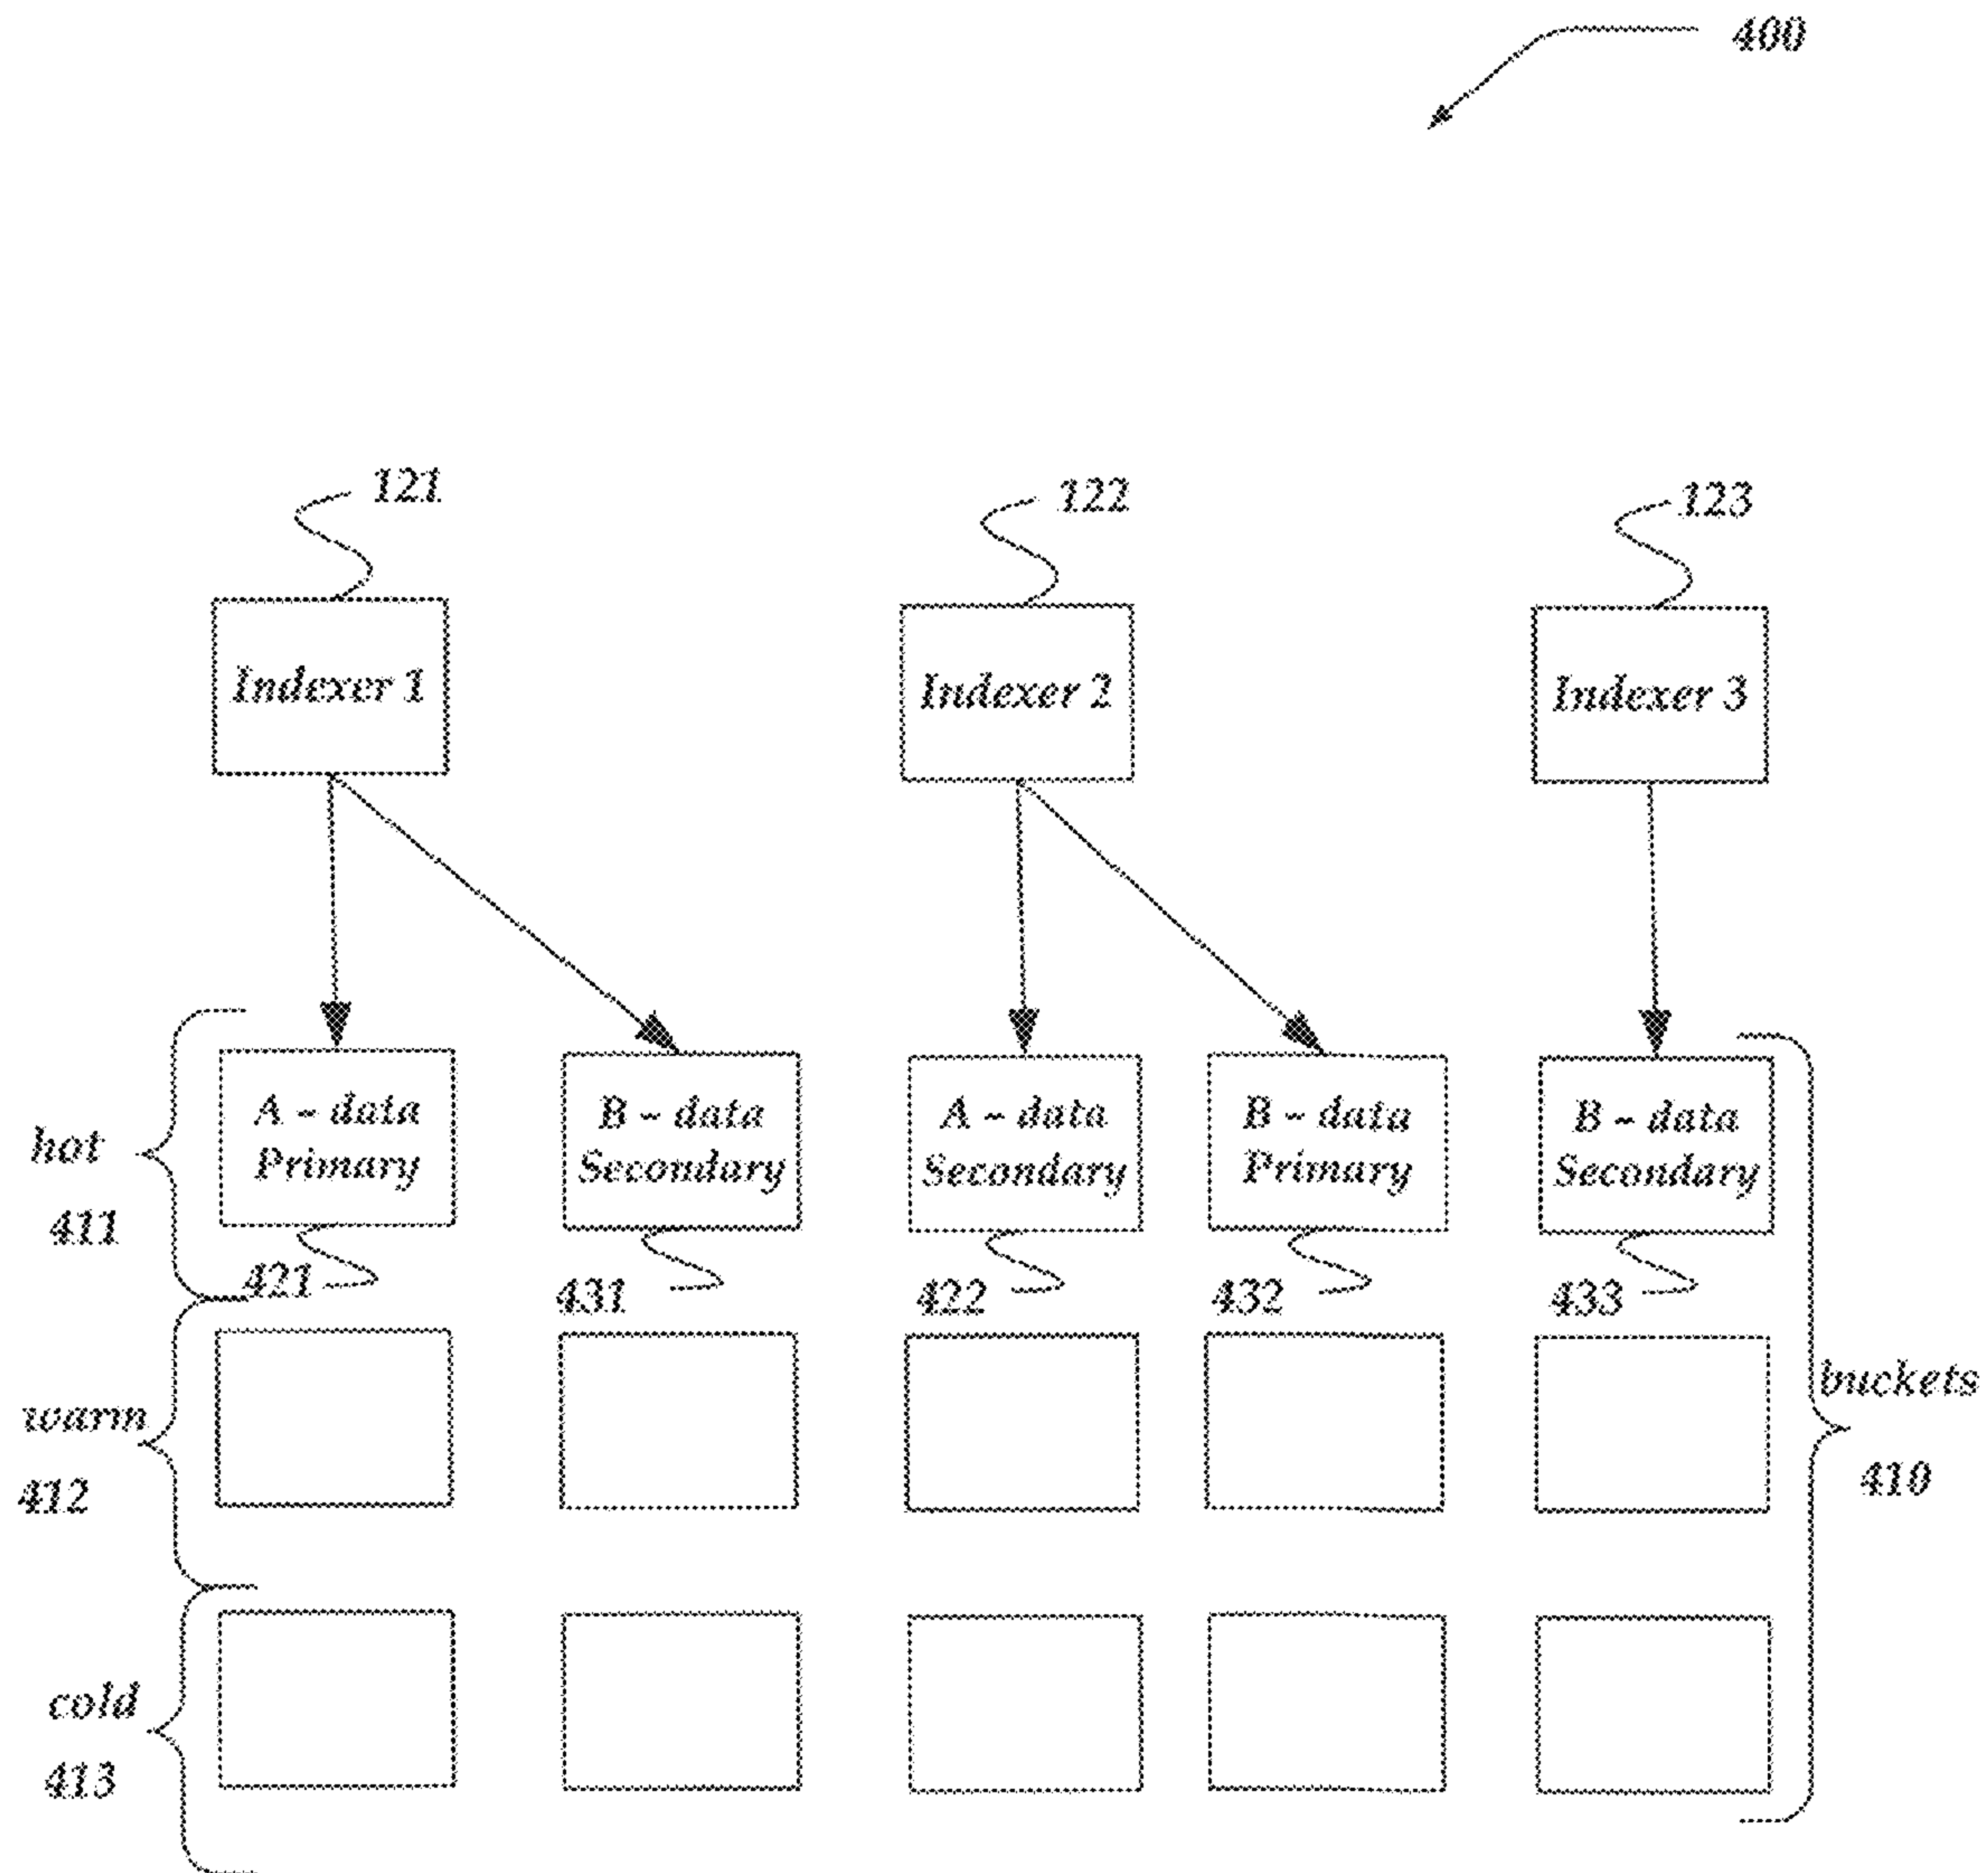 400
121
122
123
Indexer 1
Indexer 2
Indexer 3
A - data
Primary
B - data
Secondary
A - data
Secondary
B - data
Primary
B - data
Secondary
hot
411
421
431
422
432
433
warm
412
buckets
410
cold
413